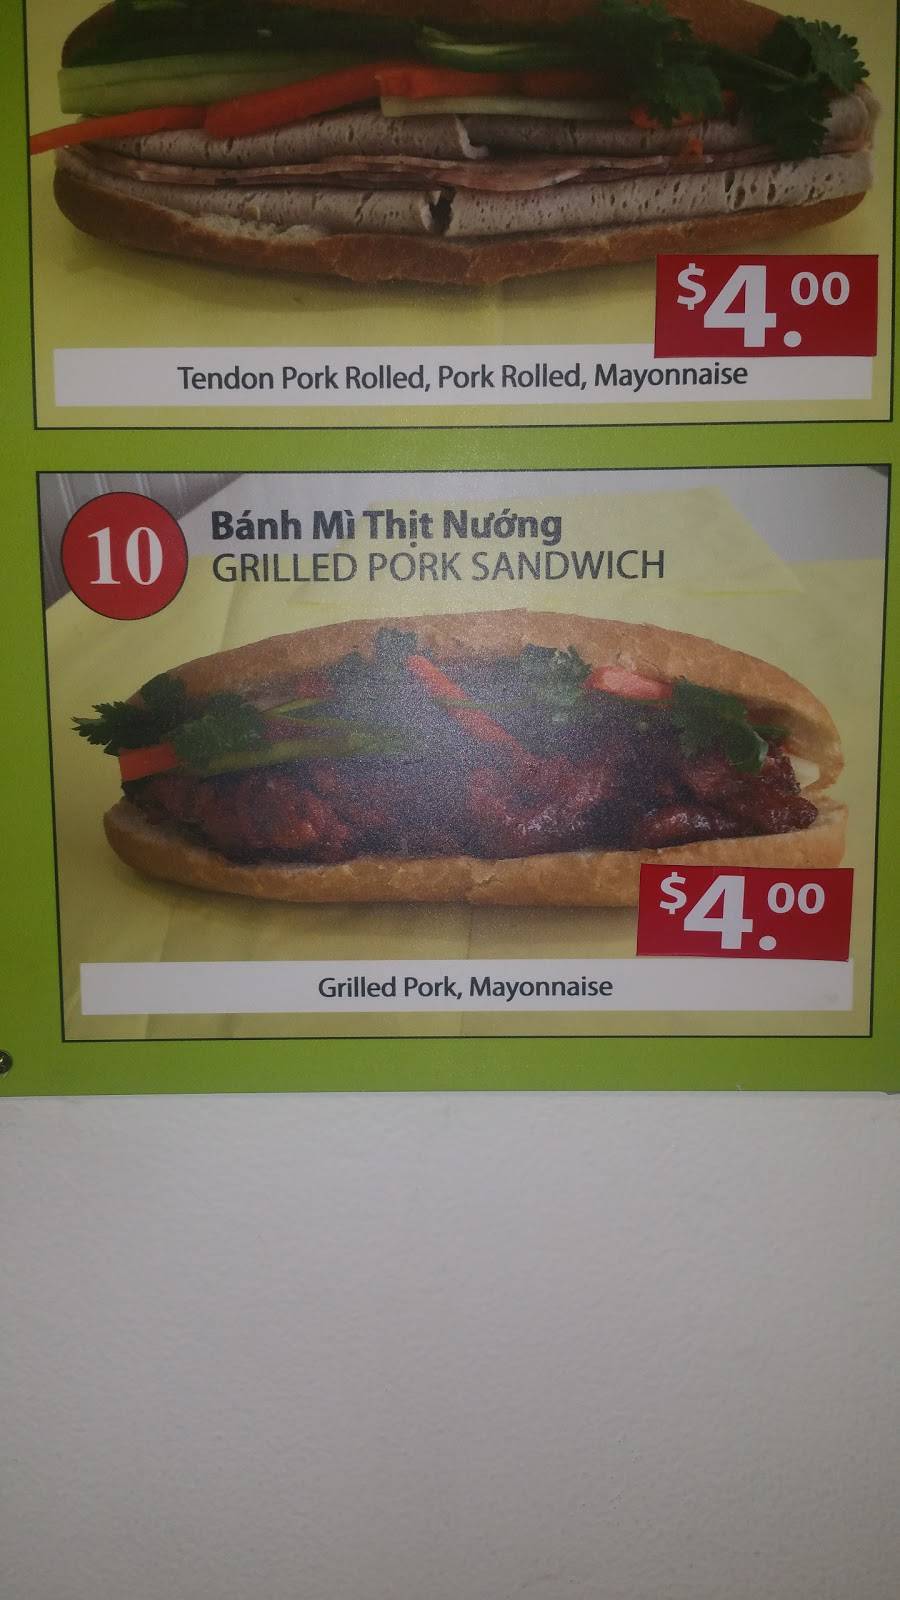 $4.00
Tendon Pork Rolled, Pork Rolled, Mayonnaise
10
Bánh Mì Thịt Nướng
GRILLED PORK SANDWICH
$4.00
Grilled Pork, Mayonnaise